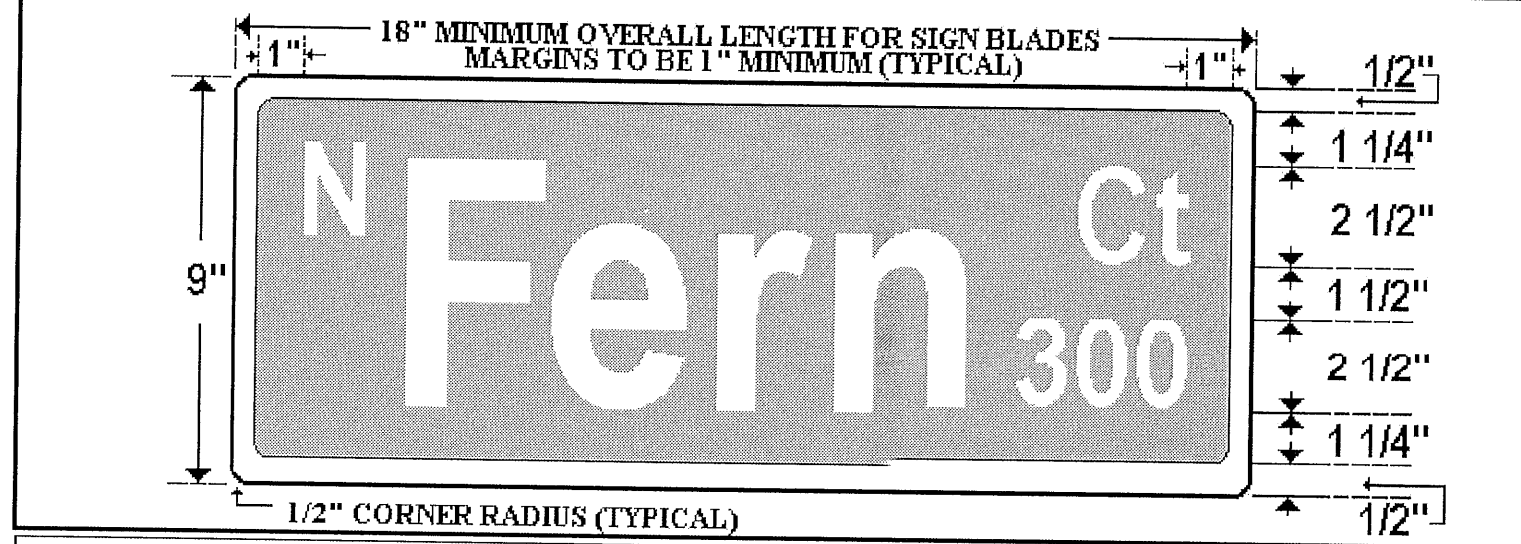 18" MINIMUM OVERALL LENGTH FOR SIGN BLADES
MARGINS TO BE 1" MINIMUM (TYPICAL)
1"
1"
1/2"
1 1/4"
2 1/2"
1 1/2"
2 1/2"
1 1/4"
1/2"
9"
N Fern Ct
300
1/2" CORNER RADIUS (TYPICAL)